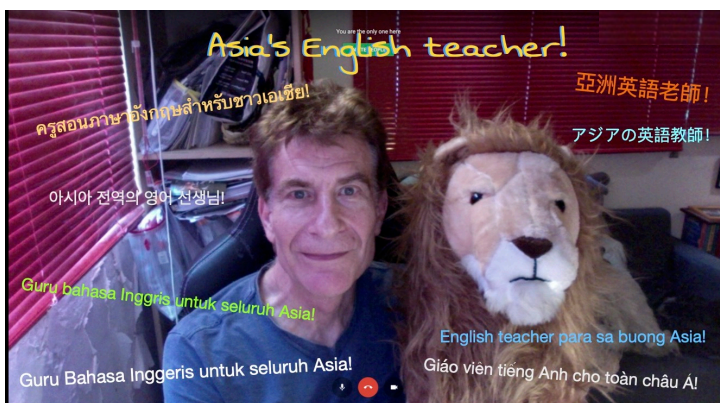 You are the only one here
Asia's English teacher!
亞洲英語老師!
ครูสอนภาษาอังกฤษสำหรับชาวเอเชีย!
アジアの英語教師!
아시아 전역의 영어 선생님!
Guru bahasa Inggris untuk seluruh Asia!
English teacher para sa buong Asia!
Guru Bahasa Inggeris untuk seluruh Asia!
Giáo viên tiếng Anh cho toàn châu Á!